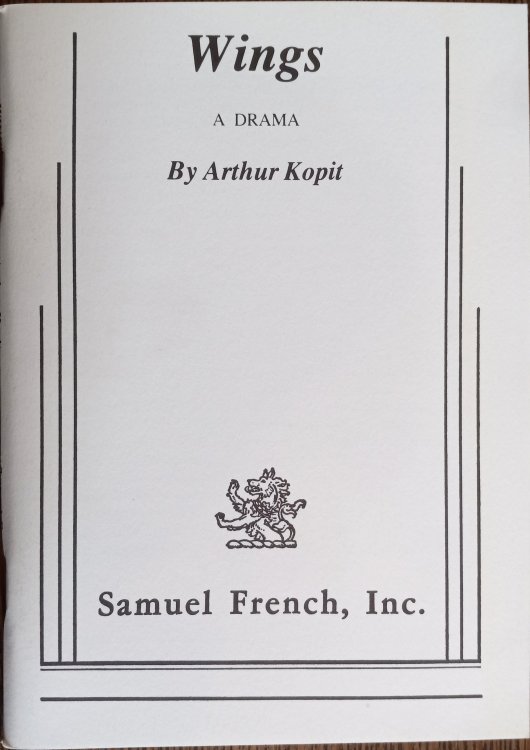 Wings
A DRAMA
By Arthur Kopit
Samuel French, Inc.